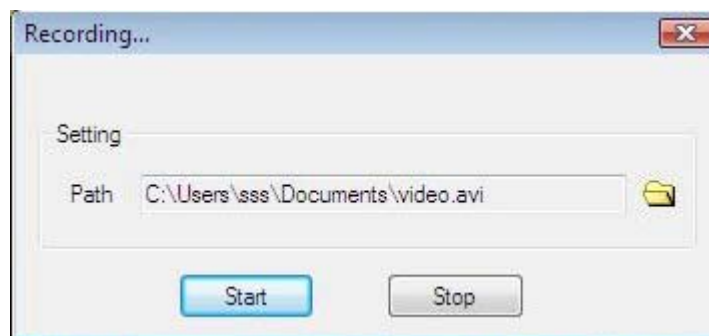 Recording...
Setting
Path C:\Users\sss\Documents\video.avi
Start Stop